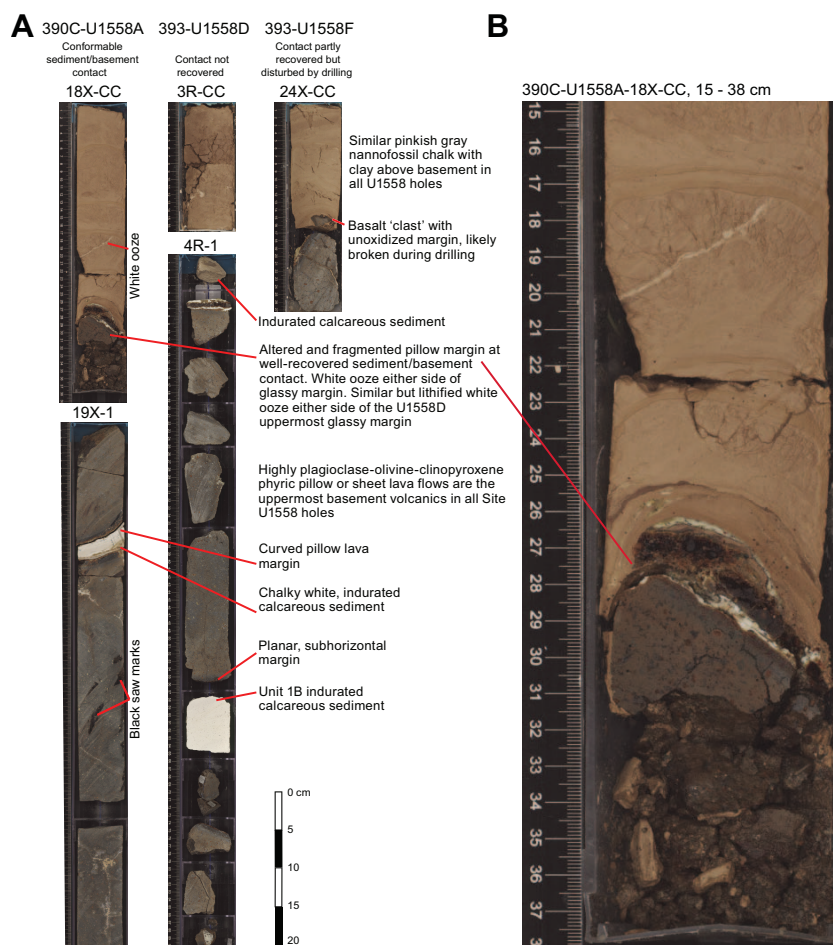 A
390C-U1558A
Conformable
sediment/basement
contact
18X-CC
393-U1558D
Contact not
recovered
3R-CC
393-U1558F
Contact partly
recovered but
disturbed by drilling
24X-CC
Similar pinkish gray
nannofossil chalk with
clay above basement in
all U1558 holes
Basalt ‘clast’ with
unoxidized margin, likely
broken during drilling
White ooze
4R-1
Indurated calcareous sediment
Altered and fragmented pillow margin at
well-recovered sediment/basement
contact. White ooze either side of
glassy margin. Similar but lithified white
ooze either side of the U1558D
uppermost glassy margin
19X-1
Highly plagioclase-olivine-clinopyroxene
phyric pillow or sheet lava flows are the
uppermost basement volcanics in all Site
U1558 holes
Curved pillow lava
margin
Chalky white, indurated
calcareous sediment
Planar, subhorizontal
margin
Black saw marks
Unit 1B indurated
calcareous sediment
0 cm
5
10
15
20
B
390C-U1558A-18X-CC, 15 - 38 cm
15
16
17
18
19
20
21
22
23
24
25
26
27
28
29
30
31
32
33
34
35
36
37